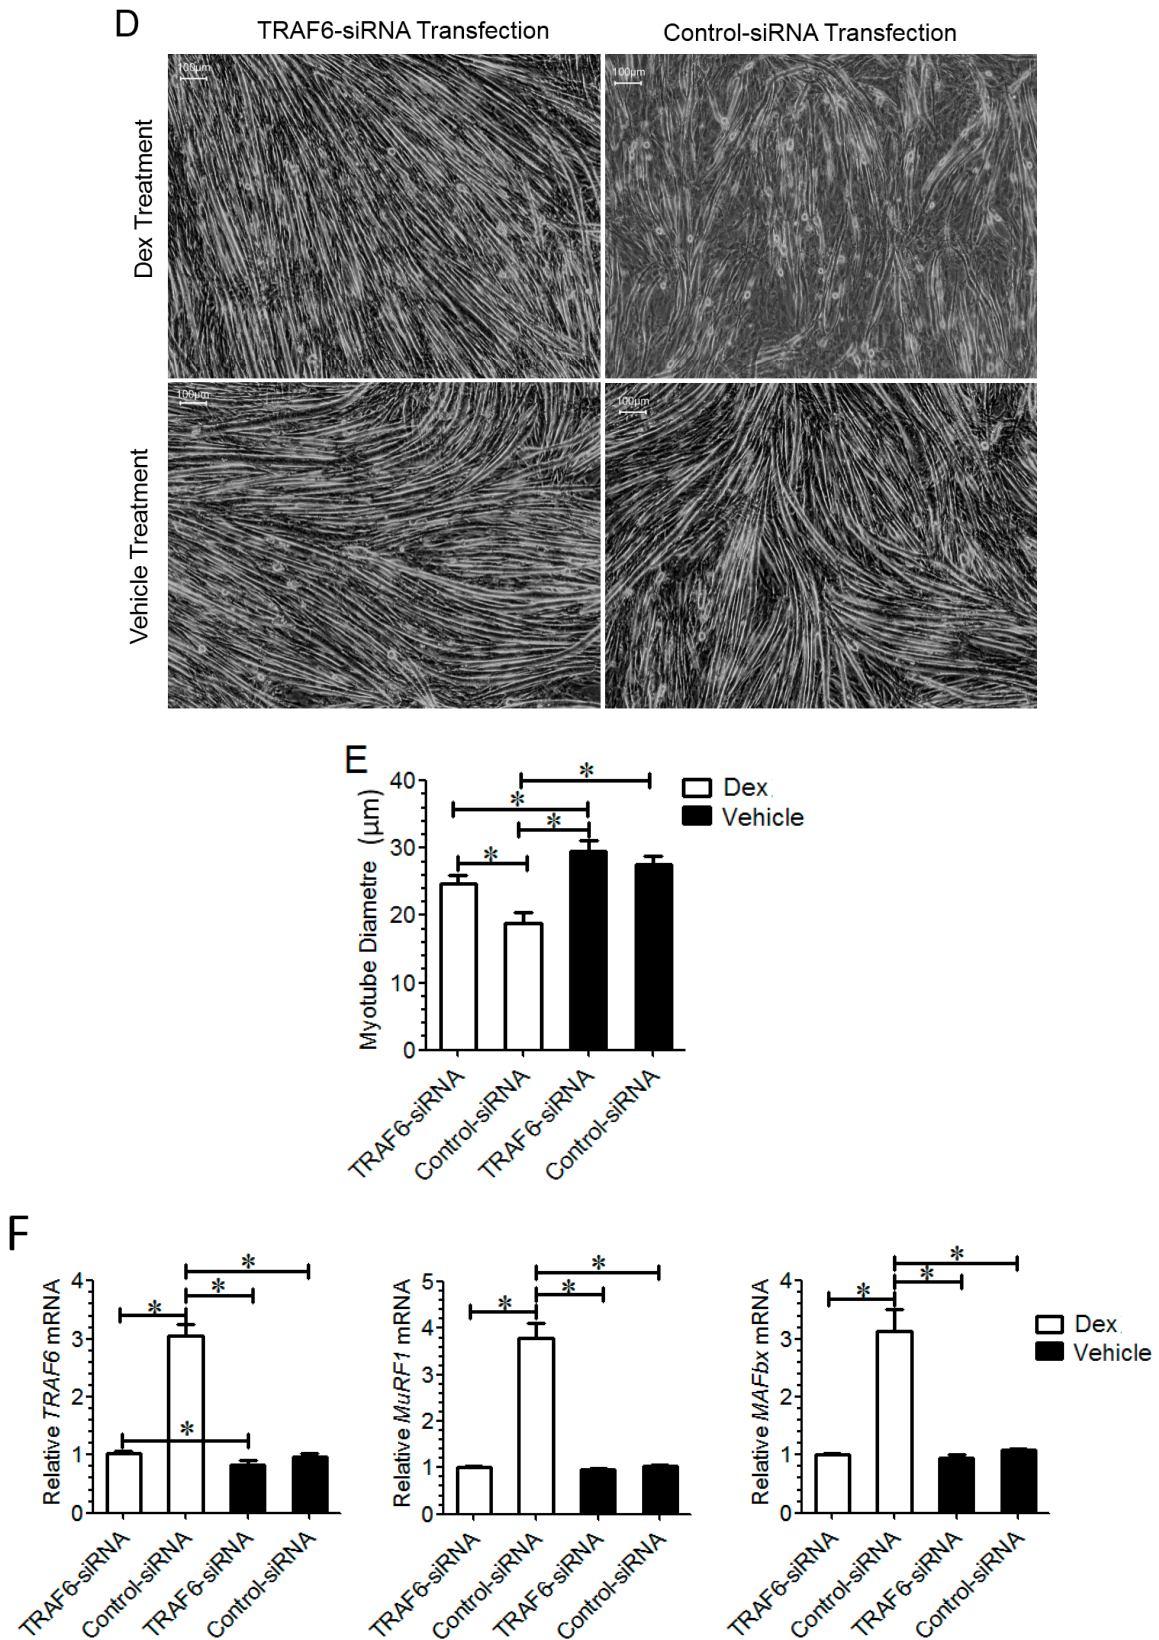 D
TRAF6-siRNA Transfection
Control-siRNA Transfection
Dex Treatment
100μm
100μm
Vehicle Treatment
100μm
100μm
E
Myotube Diametre (μm)
40
30
20
10
0
*
*
*
*
Dex
Vehicle
TRAF6-siRNA
Control-siRNA
TRAF6-siRNA
Control-siRNA
F
Relative TRAF6 mRNA
4
3
2
1
0
*
*
*
*
TRAF6-siRNA
Control-siRNA
TRAF6-siRNA
Control-siRNA
Relative MuRF1 mRNA
5
4
3
2
1
0
*
*
*
TRAF6-siRNA
Control-siRNA
TRAF6-siRNA
Control-siRNA
Relative MAFbx mRNA
4
3
2
1
0
*
*
*
TRAF6-siRNA
Control-siRNA
TRAF6-siRNA
Control-siRNA
Dex
Vehicle